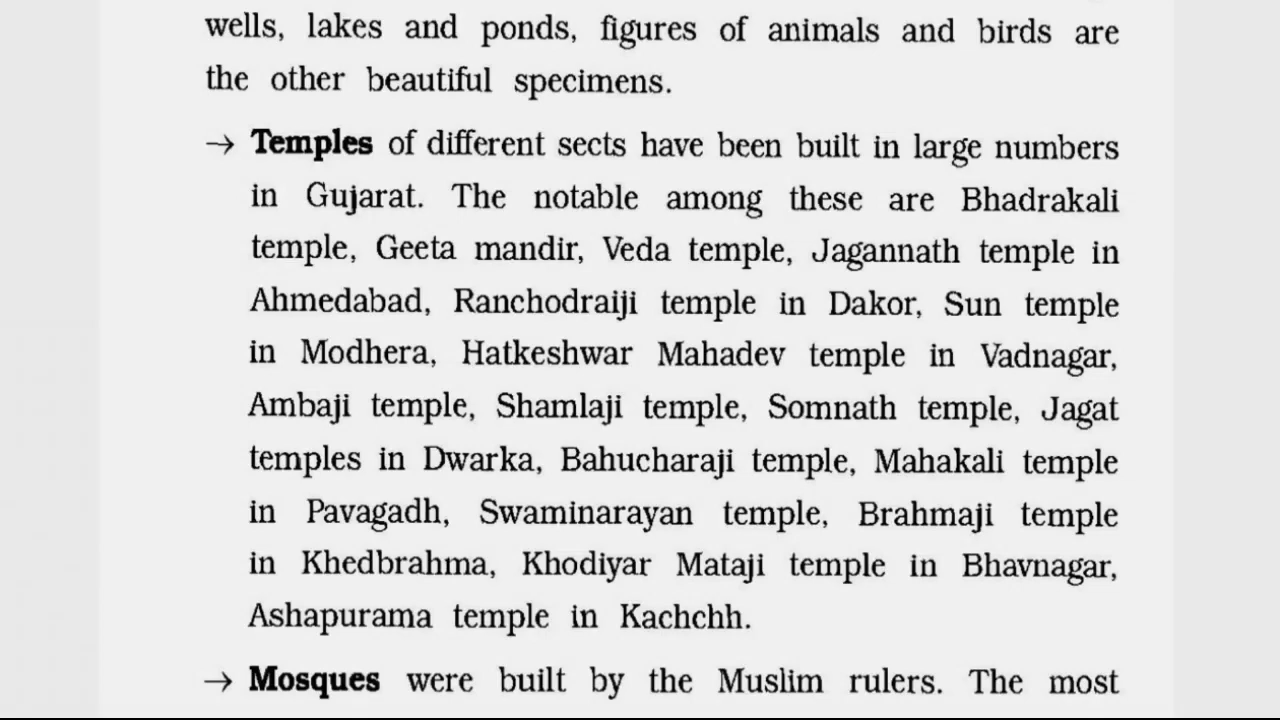 wells, lakes and ponds, figures of animals and birds are
the other beautiful specimens.
→ Temples of different sects have been built in large numbers
in Gujarat. The notable among these are Bhadrakali
temple, Geeta mandir, Veda temple, Jagannath temple in
Ahmedabad, Ranchodraiji temple in Dakor, Sun temple
in Modhera, Hatkeshwar Mahadev temple in Vadnagar,
Ambaji temple, Shamlaji temple, Somnath temple, Jagat
temples in Dwarka, Bahucharaji temple, Mahakali temple
in Pavagadh, Swaminarayan temple, Brahmaji temple
in Khedbrahma, Khodiyar Mataji temple in Bhavnagar,
Ashapurama temple in Kachchh.
→ Mosques were built by the Muslim rulers. The most